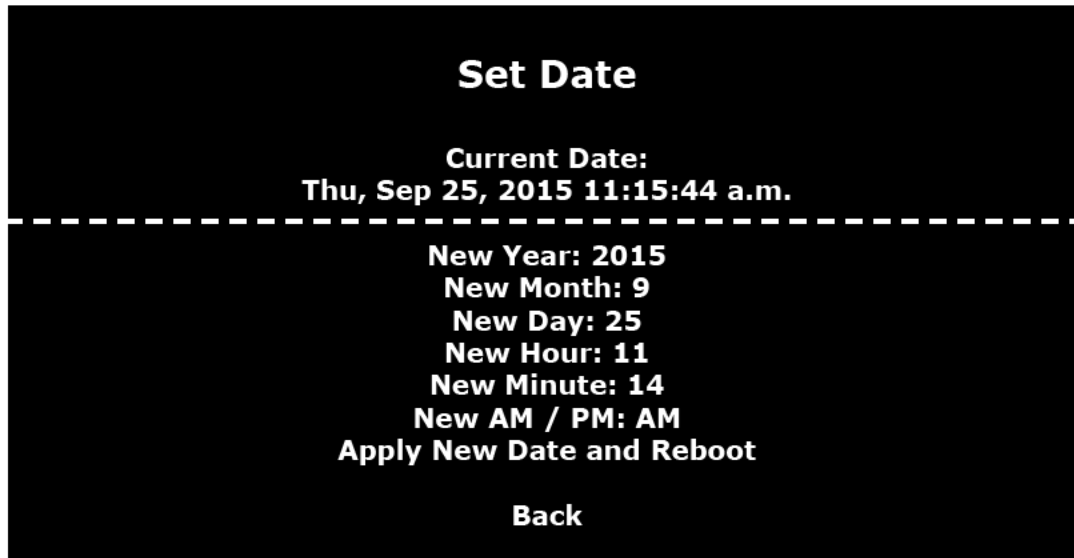 Set Date
Current Date:
Thu, Sep 25, 2015 11:15:44 a.m.
New Year: 2015
New Month: 9
New Day: 25
New Hour: 11
New Minute: 14
New AM / PM: AM
Apply New Date and Reboot
Back